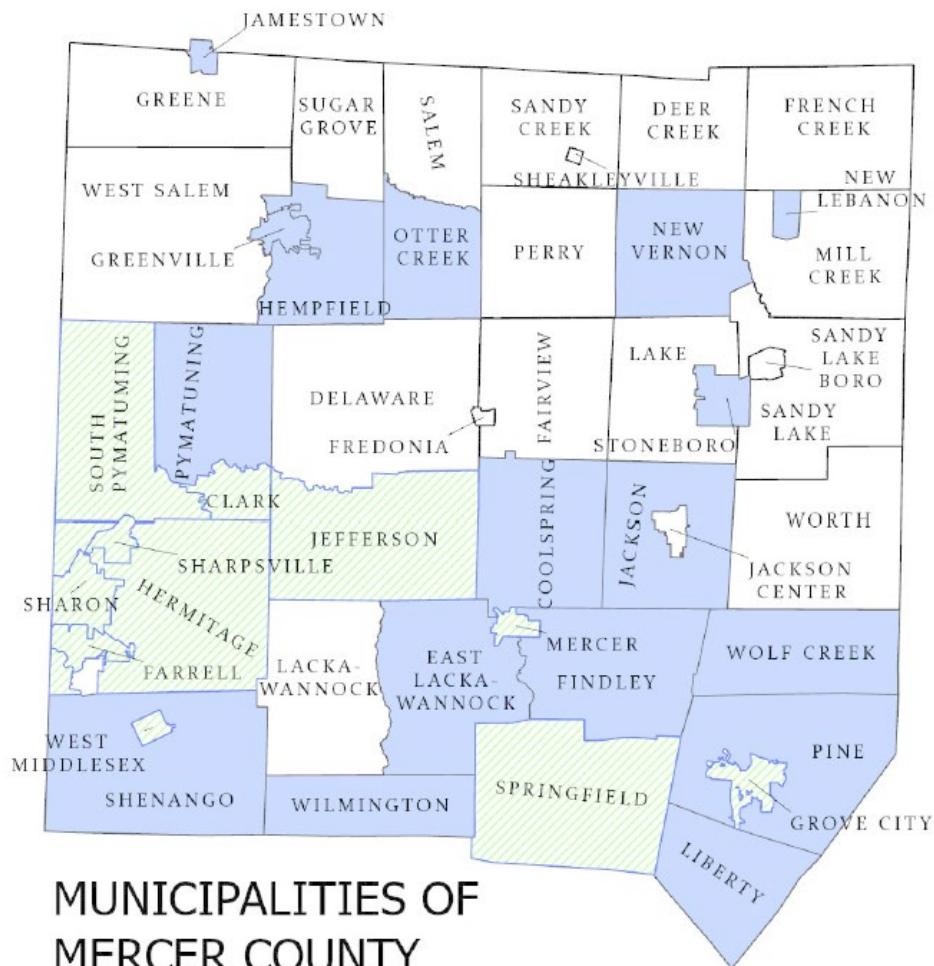 JAMESTOWN
GREENE
SUGAR
GROVE
SALEM
SANDY
CREEK
SHEAKLEYVILLE
DEER
CREEK
FRENCH
CREEK
WEST SALEM
GREENVILLE
HEMPFIELD
OTTER
CREEK
PERRY
NEW
VERNON
NEW
LEBANON
MILL
CREEK
SOUTH
PYMATUMING
PYMATUNING
DELAWARE
FREDONIA
FAIRVIEW
LAKE
STONEBORO
SANDY
LAKE
BORO
SANDY
LAKE
CLARK
JEFFERSON
COOLSPRING
JACKSON
WORTH
JACKSON
CENTER
SHARPSVILLE
SHARON
HERMITAGE
FARRELL
LACKA-
WANNOCK
EAST
LACKA-
WANNOCK
MERCER
FINDLEY
WOLF CREEK
WEST
MIDDLESEX
SHENANGO
WILMINGTON
SPRINGFIELD
PINE
GROVE CITY
LIBERTY
MUNICIPALITIES OF
MERCER COUNTY